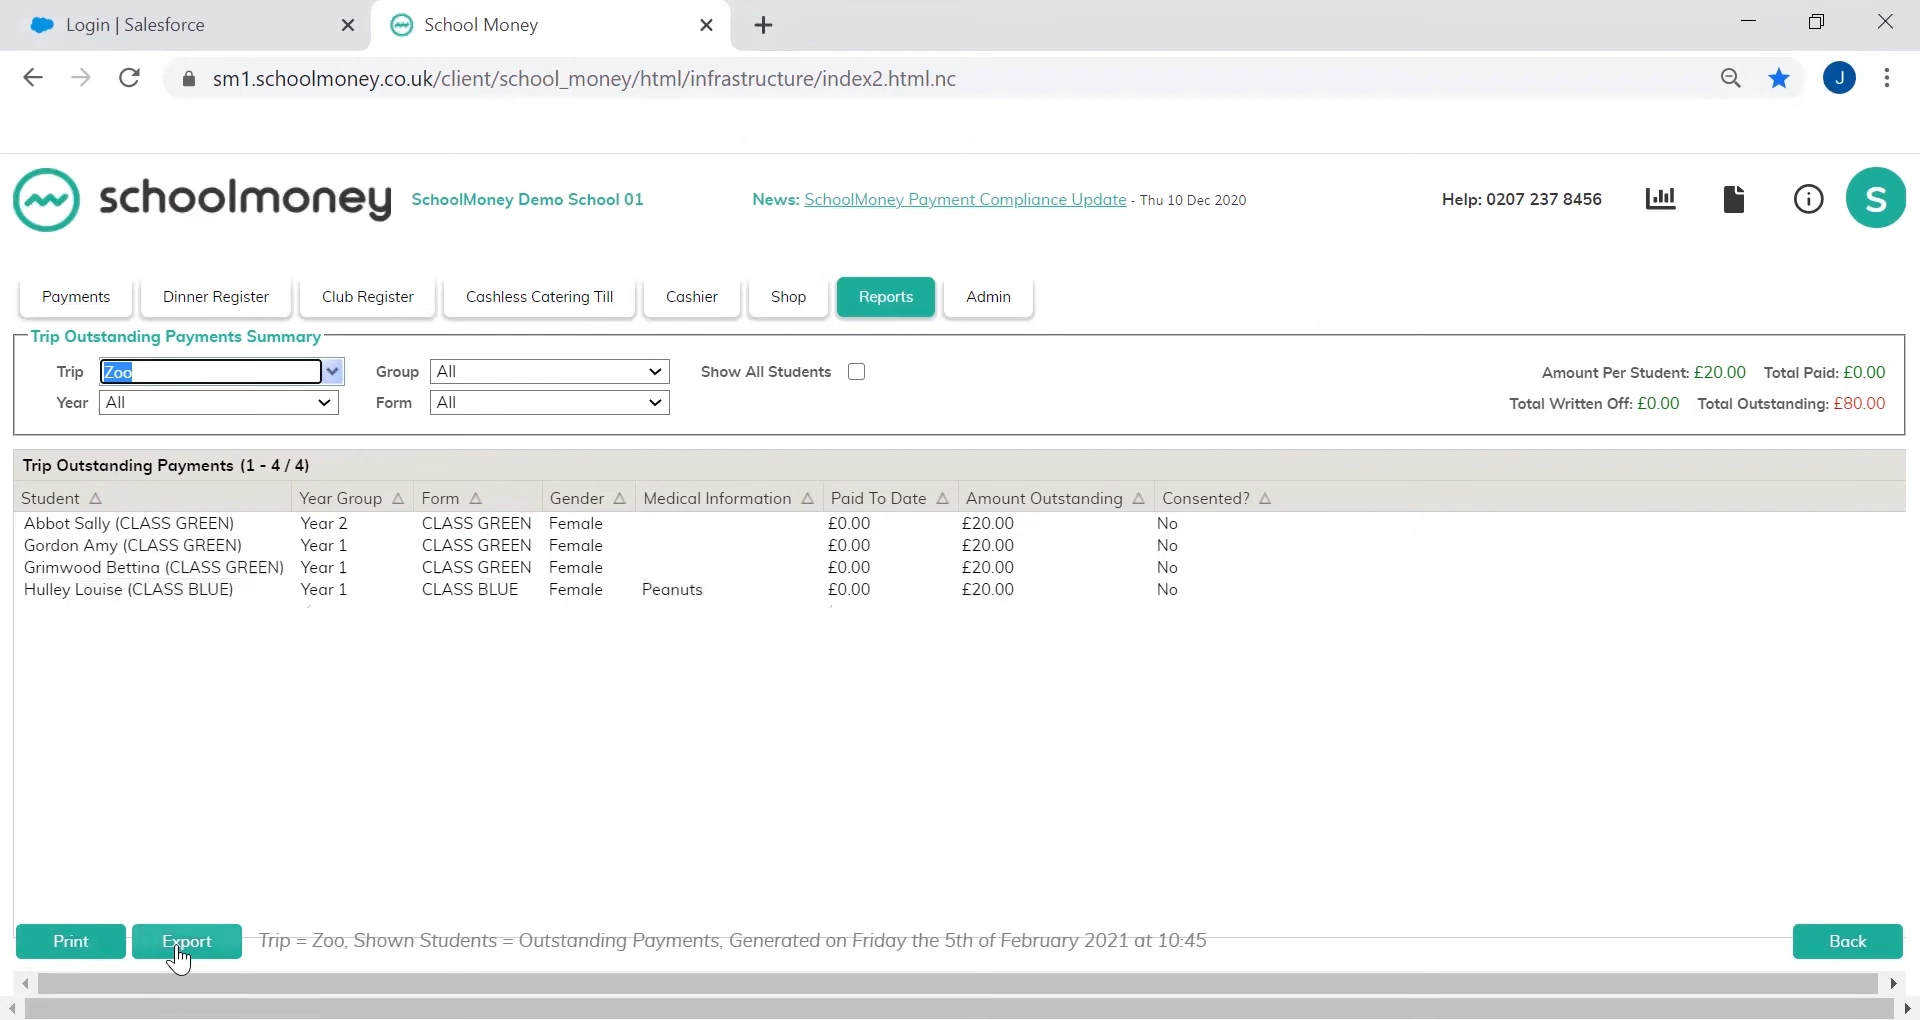 Login | Salesforce
School Money
sm1.schoolmoney.co.uk/client/school_money/html/infrastructure/index2.html.nc
J
schoolmoney
SchoolMoney Demo School 01
News: SchoolMoney Payment Compliance Update - Thu 10 Dec 2020
Help: 0207 237 8456
S
Payments
Dinner Register
Club Register
Cashless Catering Till
Cashier
Shop
Reports
Admin
Trip Outstanding Payments Summary
Trip Zoo Group All Show All Students Amount Per Student: £20.00 Total Paid: £0.00
Year All Form All Total Written Off: £0.00 Total Outstanding: £80.00
Trip Outstanding Payments (1 - 4 / 4)
Student Year Group Form Gender Medical Information Paid To Date Amount Outstanding Consented?
Abbot Sally (CLASS GREEN) Year 2 CLASS GREEN Female £0.00 £20.00 No
Gordon Amy (CLASS GREEN) Year 1 CLASS GREEN Female £0.00 £20.00 No
Grimwood Bettina (CLASS GREEN) Year 1 CLASS GREEN Female £0.00 £20.00 No
Hulley Louise (CLASS BLUE) Year 1 CLASS BLUE Female Peanuts £0.00 £20.00 No
Print
Export
Trip = Zoo, Shown Students = Outstanding Payments, Generated on Friday the 5th of February 2021 at 10:45
Back